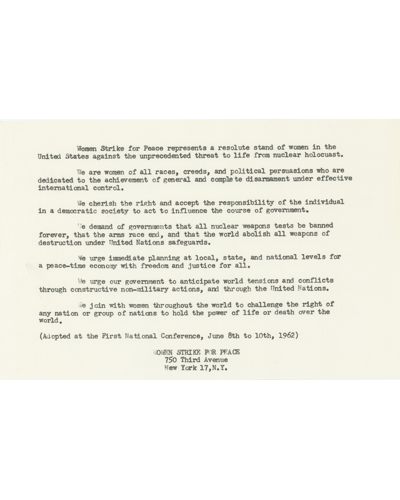 Women Strike for Peace represents a resolute stand of women in the
United States against the unprecedented threat to life from nuclear holocaust.
We are women of all races, creeds, and political persuasions who are
dedicated to the achievement of general and complete disarmament under effective
international control.
We cherish the right and accept the responsibility of the individual
in a democratic society to act to influence the course of government.
We demand of governments that all nuclear weapons tests be banned
forever, that the arms race end, and that the world abolish all weapons of
destruction under United Nations safeguards.
We urge immediate planning at local, state, and national levels for
a peace-time economy with freedom and justice for all.
We urge our government to anticipate world tensions and conflicts
through constructive non-military actions, and through the United Nations.
We join with women throughout the world to challenge the right of
any nation or group of nations to hold the power of life or death over the
world.
(Adopted at the First National Conference, June 8th to 10th, 1962)
WOMEN STRIKE FOR PEACE
750 Third Avenue
New York 17,N.Y.